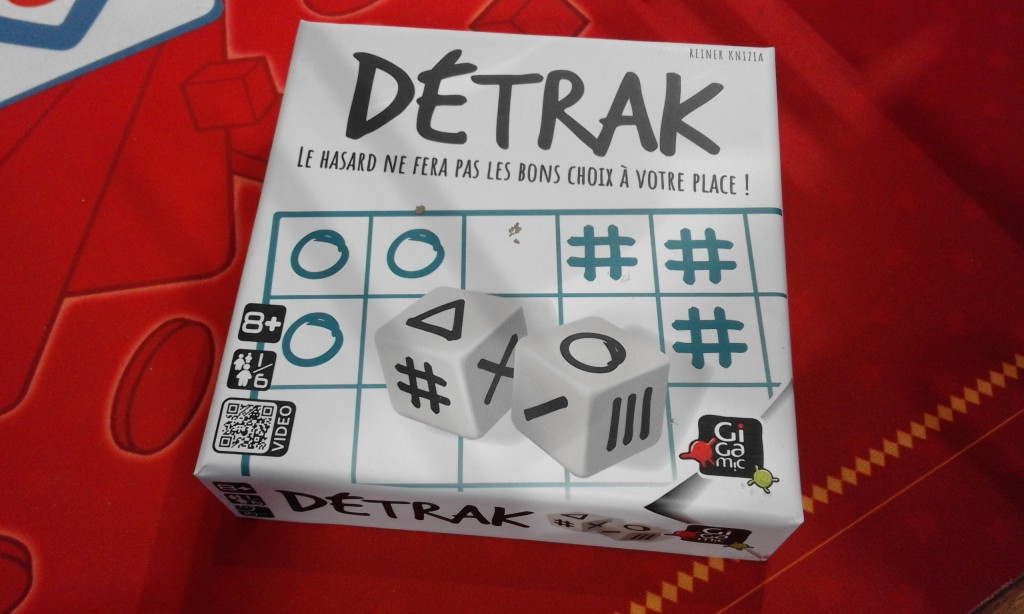 REINER KNIZIA
DÉTRAK
LE HASARD NE FERA PAS LES BONS CHOIX À VOTRE PLACE !
8+
1/6
VIDEO
GiGAMiC
DÉTRAK
8+
GiGAMiC